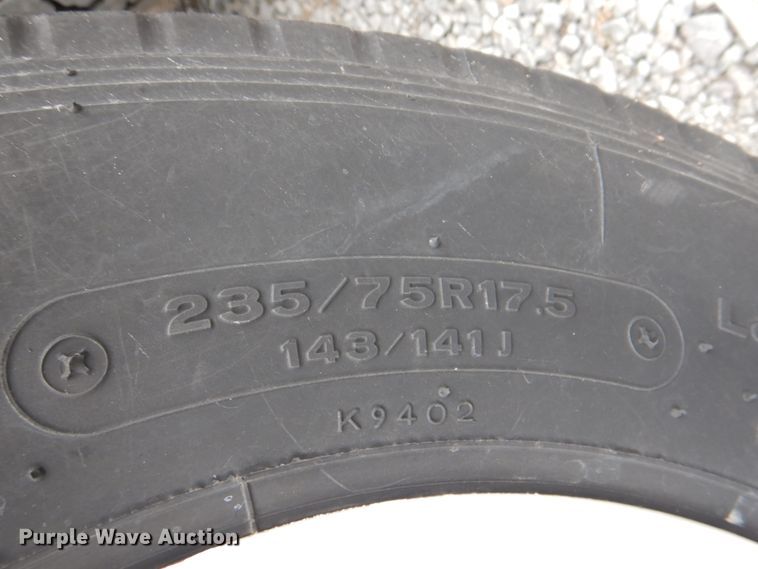 235/75R17.5
143/141J
K9402
Purple Wave Auction